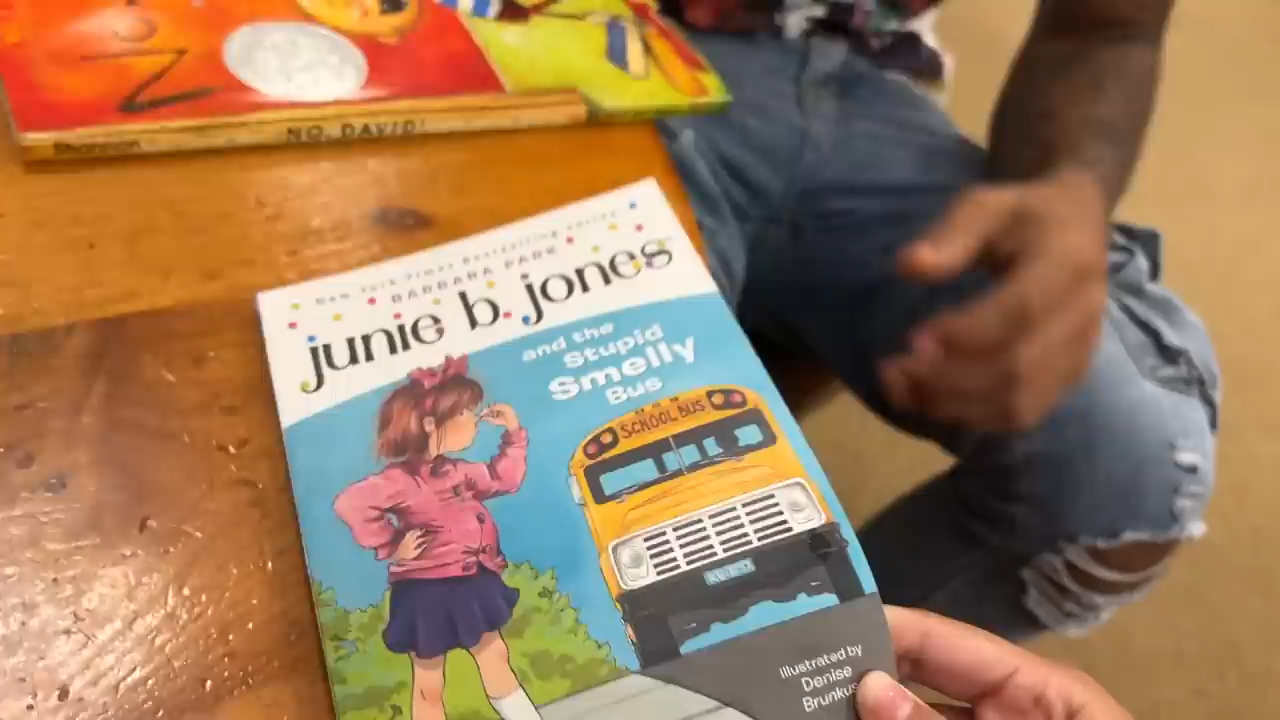 Shannon
NO, DAVID!
New York Times Bestselling Series
BARBARA PARK
junie b. jones
and the
Stupid
Smelly
Bus
SCHOOL BUS
Illustrated by
Denise
Brunkus